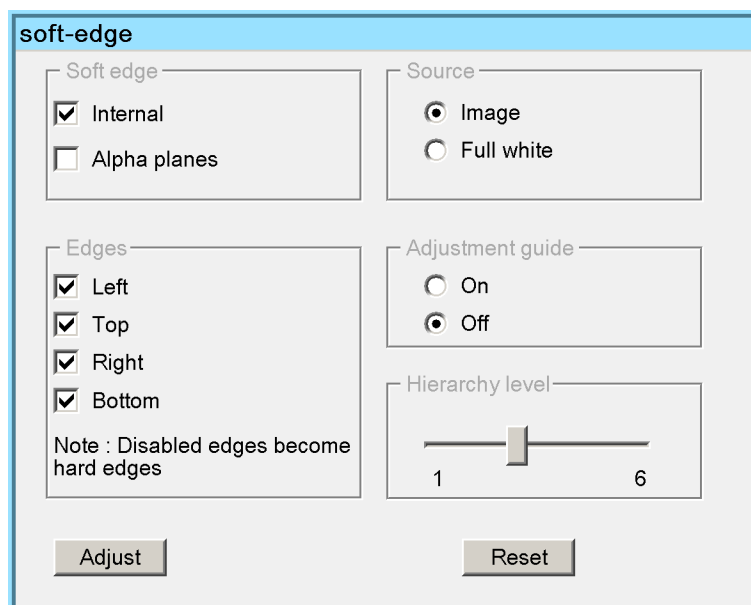 soft-edge
Soft edge
Internal
Alpha planes
Source
Image
Full white
Edges
Left
Top
Right
Bottom
Note : Disabled edges become
hard edges
Adjustment guide
On
Off
Hierarchy level
1 6
Adjust
Reset